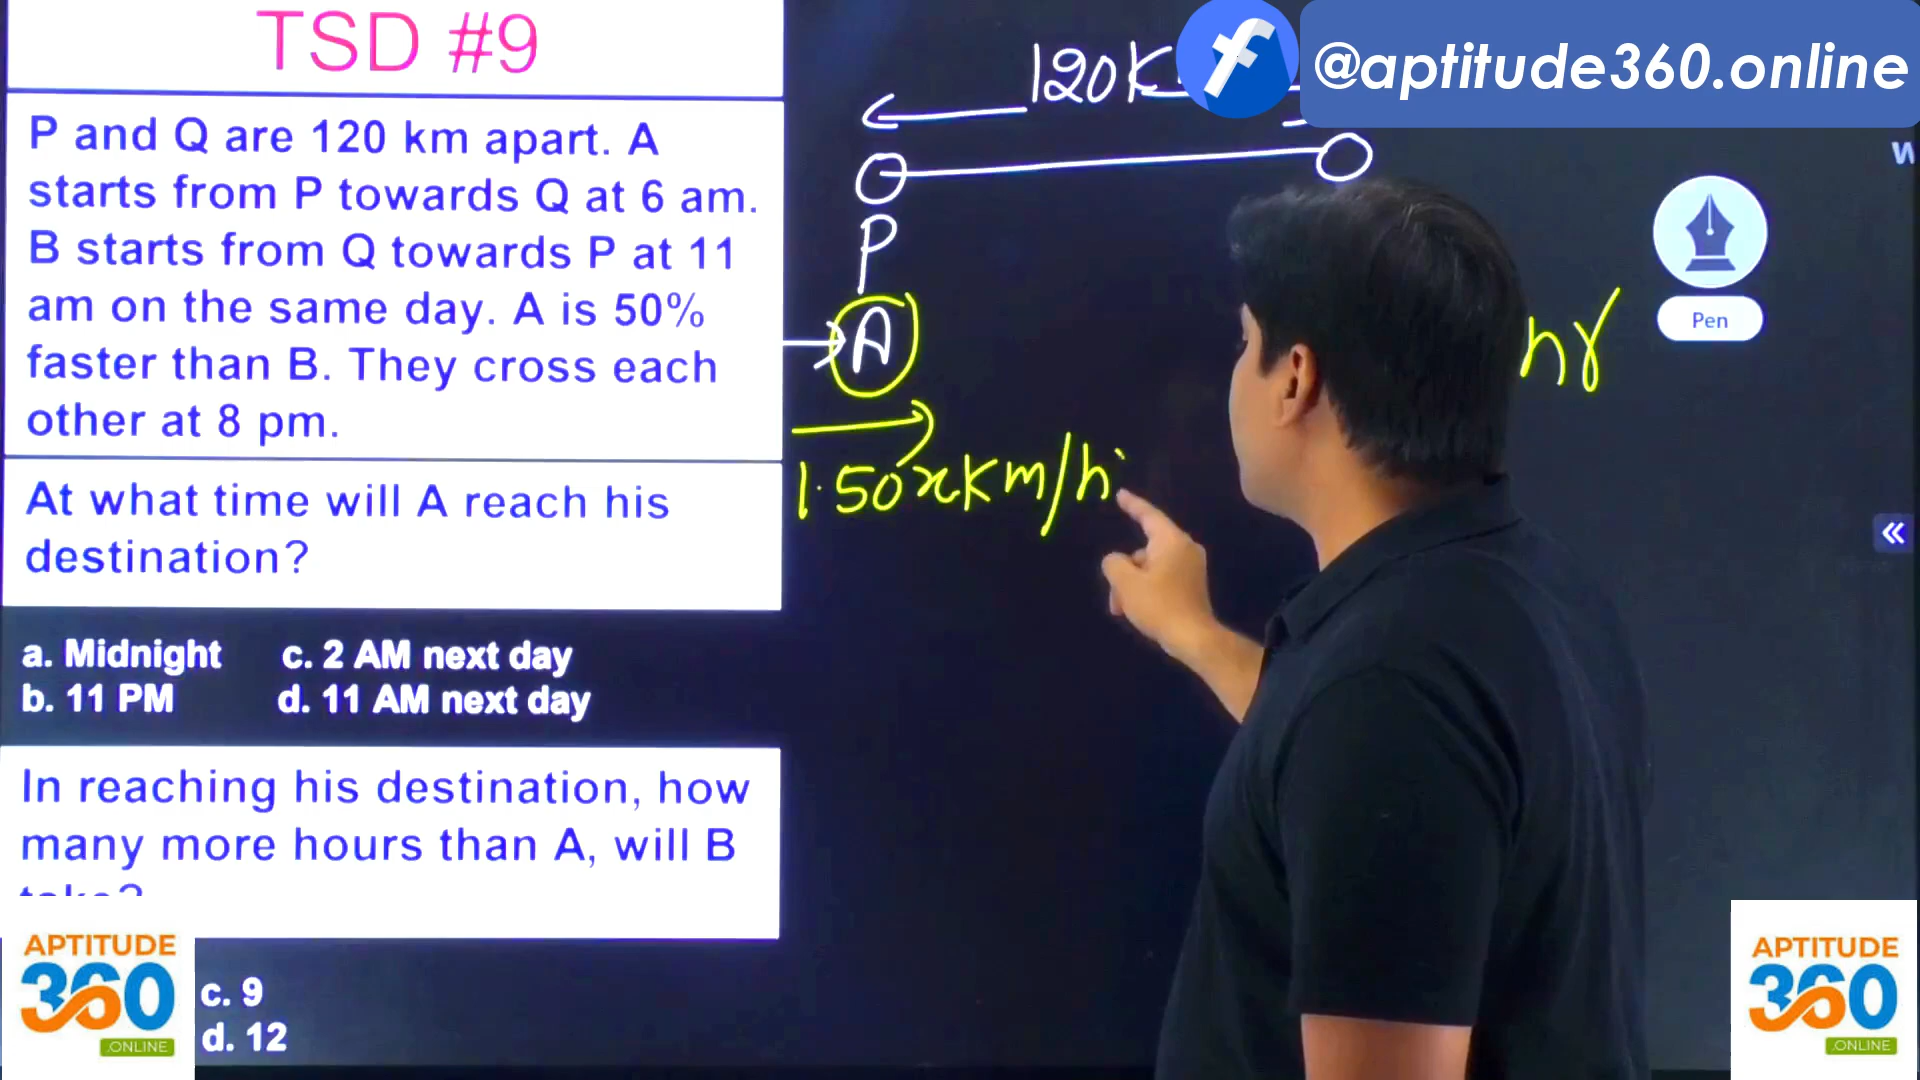 TSD #9
P and Q are 120 km apart. A
starts from P towards Q at 6 am.
B starts from Q towards P at 11
am on the same day. A is 50%
faster than B. They cross each
other at 8 pm.
At what time will A reach his
destination?
a. Midnight
c. 2 AM next day
b. 11 PM
d. 11 AM next day
In reaching his destination, how
many more hours than A, will B
c. 9
d. 12
120K
P
A
1.50xkm/h
hr
@aptitude360.online
Pen
«
APTITUDE
360
.ONLINE
APTITUDE
360
.ONLINE